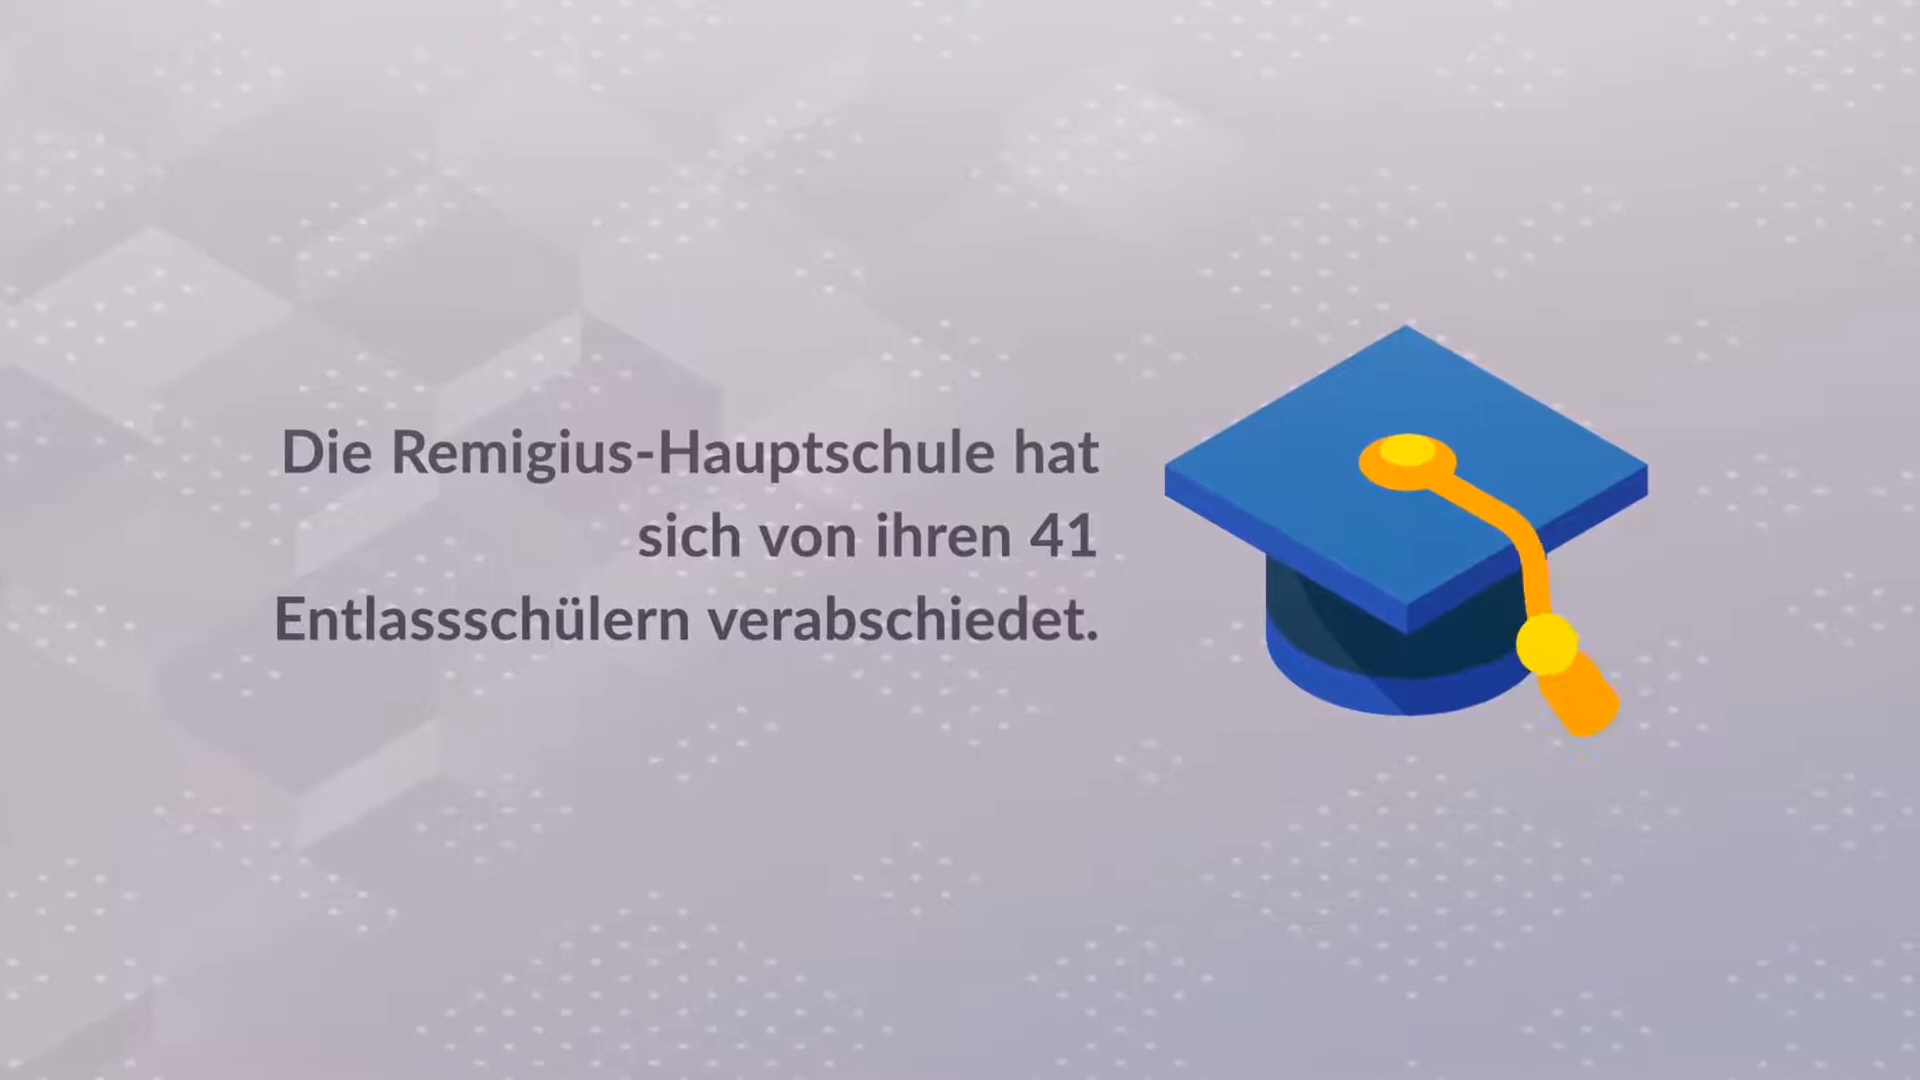 Die Remigius-Hauptschule hat
sich von ihren 41
Entlassschülern verabschiedet.